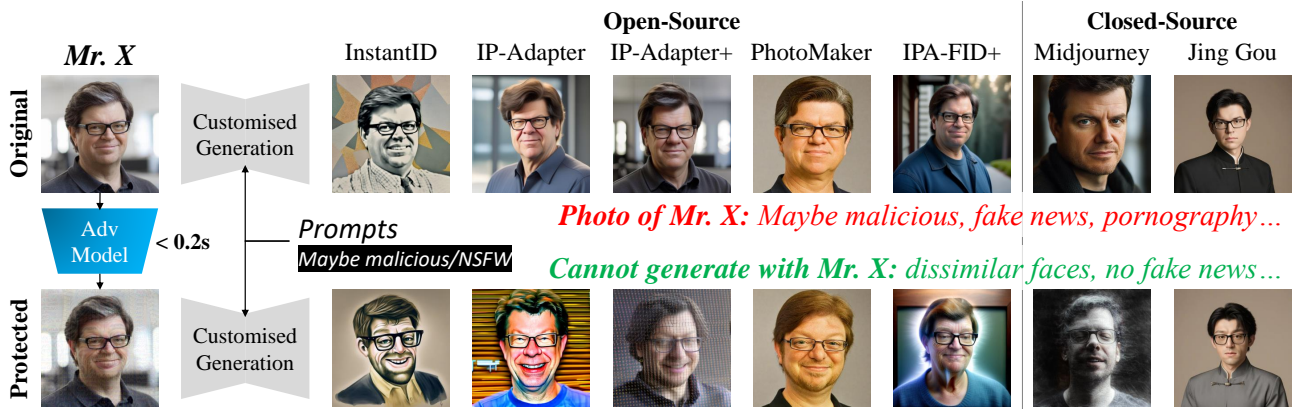 Open-Source
Closed-Source
Mr. X
InstantID
IP-Adapter
IP-Adapter+
PhotoMaker
IPA-FID+
Midjourney
Jing Gou
Original
Customised
Generation
Photo of Mr. X: Maybe malicious, fake news, pornography…
Adv
Model
< 0.2s
Prompts
Maybe malicious/NSFW
Cannot generate with Mr. X: dissimilar faces, no fake news…
Protected
Customised
Generation